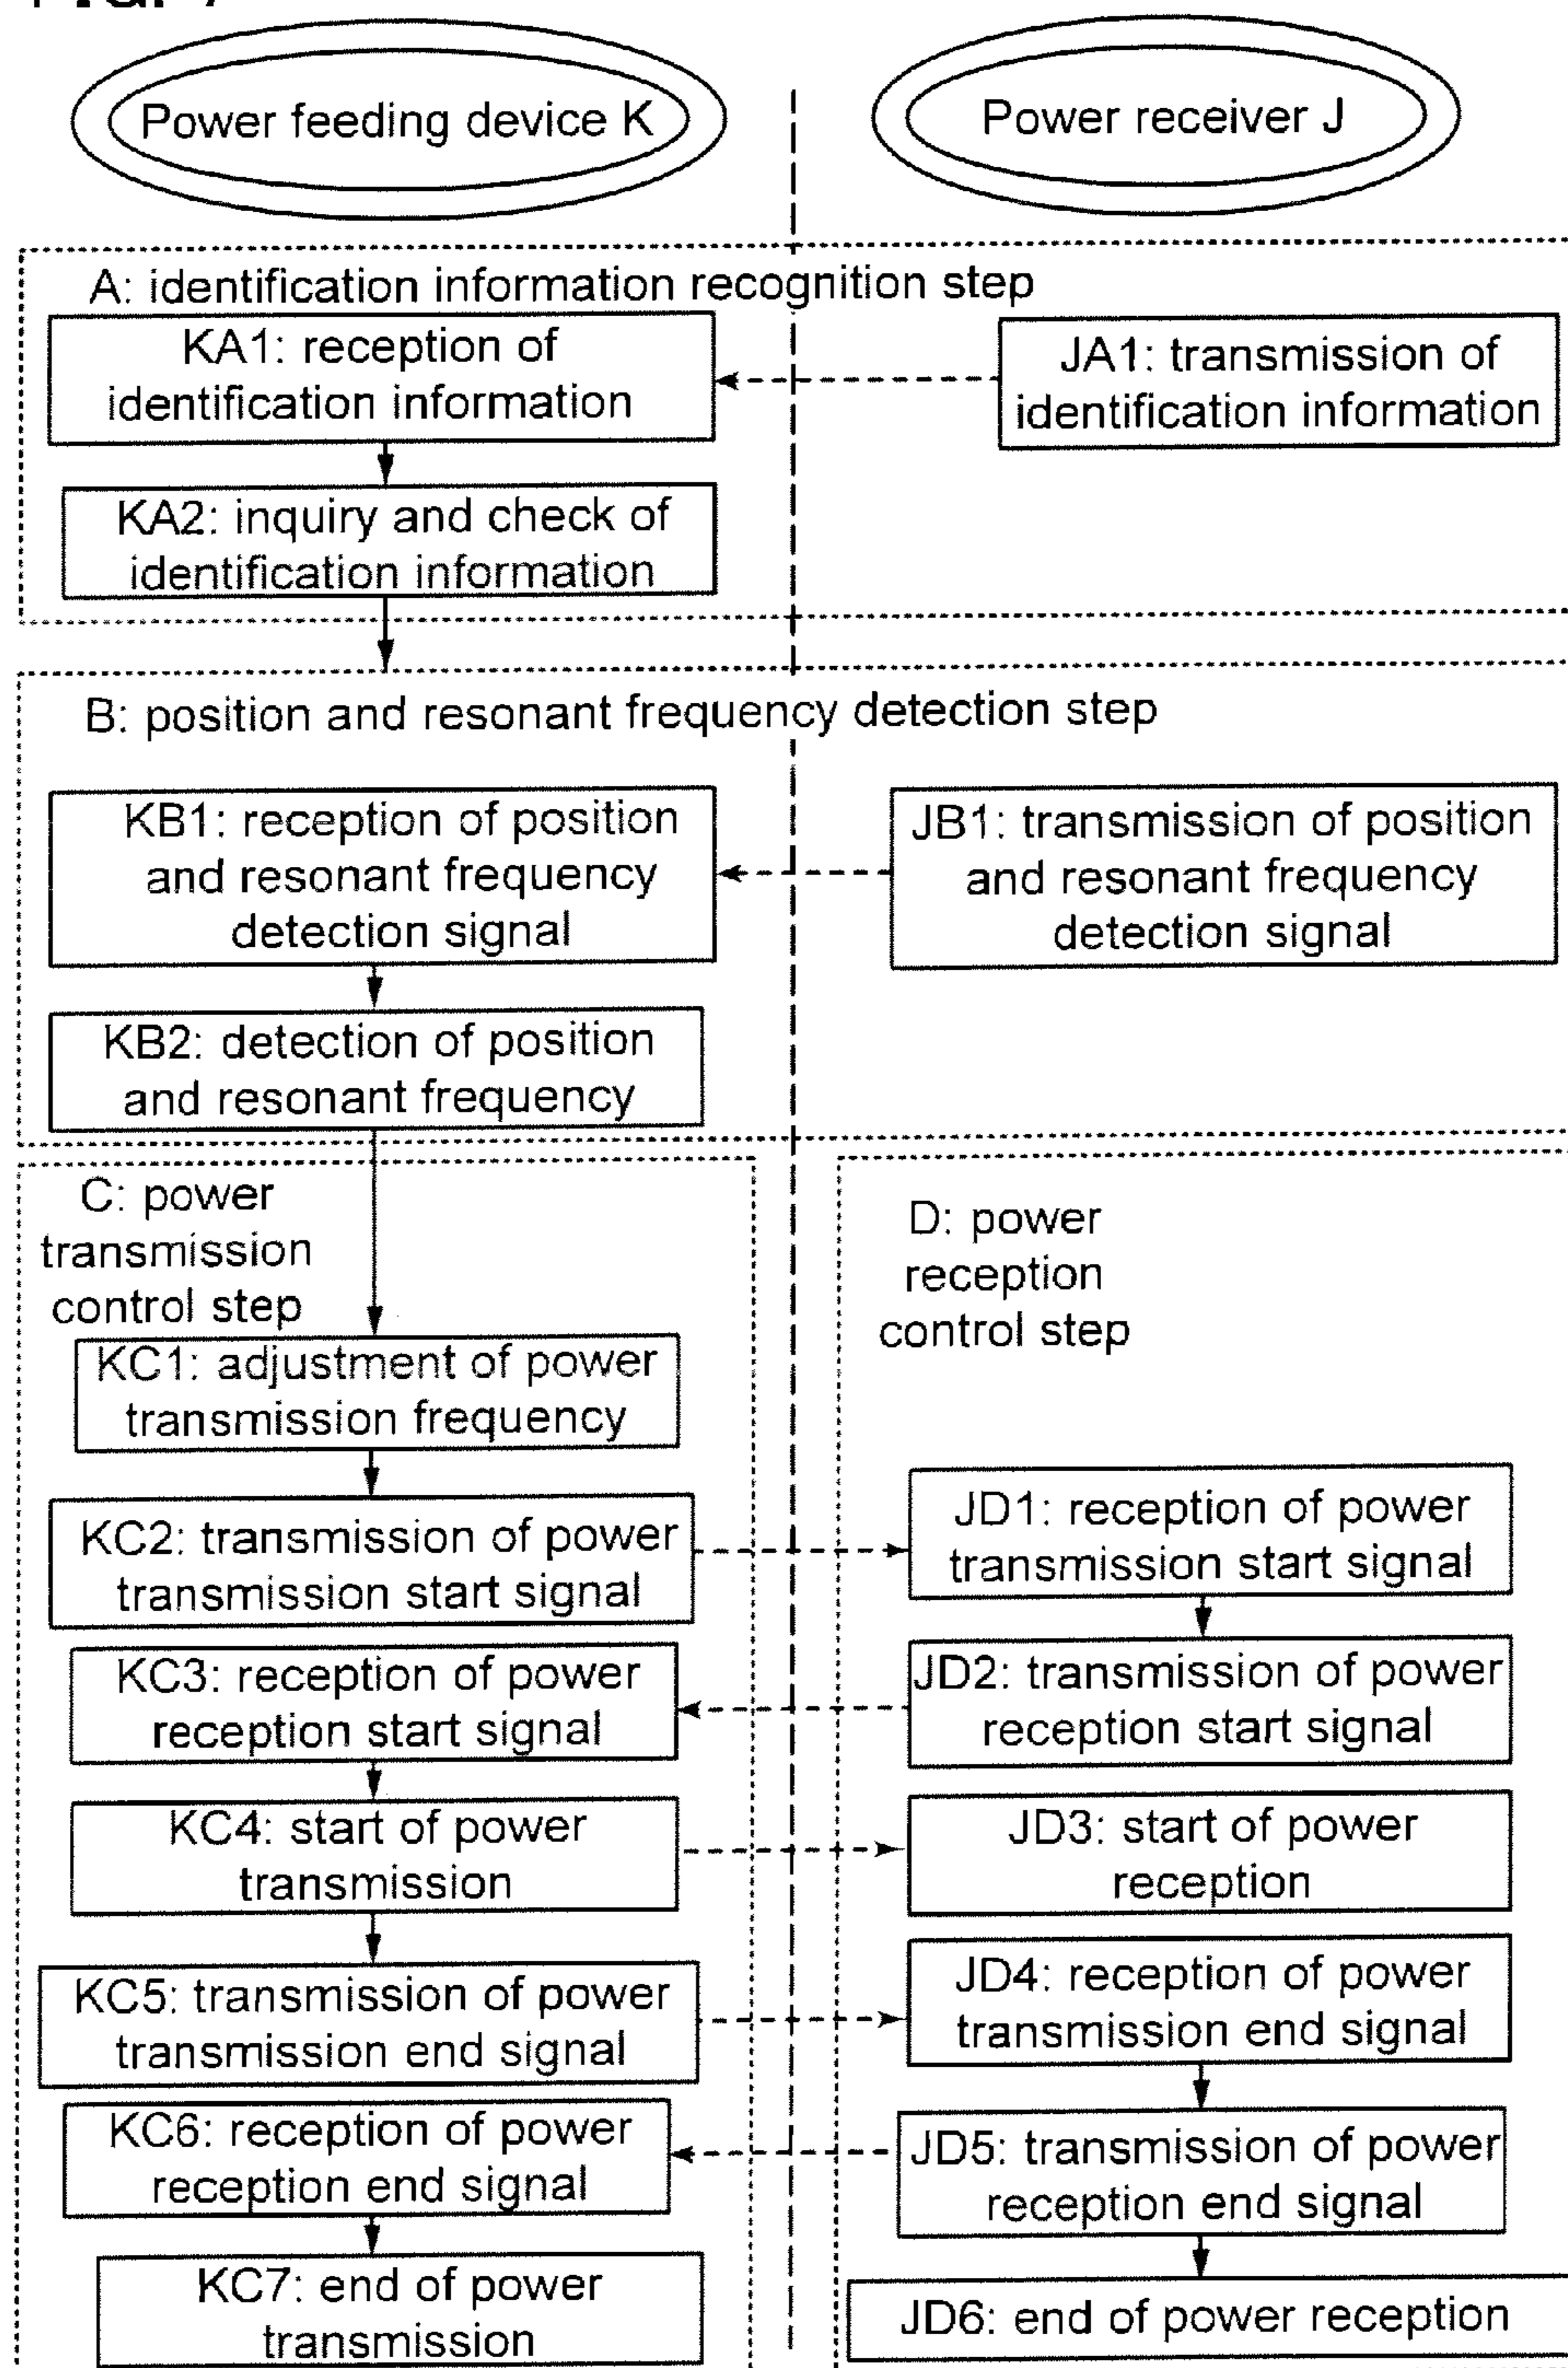 Power feeding device K
Power receiver J
A: identification information recognition step
KA1: reception of
identification information
JA1: transmission of
identification information
KA2: inquiry and check of
identification information
B: position and resonant frequency detection step
KB1: reception of position
and resonant frequency
detection signal
JB1: transmission of position
and resonant frequency
detection signal
KB2: detection of position
and resonant frequency
C: power
transmission
control step
D: power
reception
control step
KC1: adjustment of power
transmission frequency
KC2: transmission of power
transmission start signal
JD1: reception of power
transmission start signal
KC3: reception of power
reception start signal
JD2: transmission of power
reception start signal
KC4: start of power
transmission
JD3: start of power
reception
KC5: transmission of power
transmission end signal
JD4: reception of power
transmission end signal
KC6: reception of power
reception end signal
JD5: transmission of power
reception end signal
KC7: end of power
transmission
JD6: end of power reception